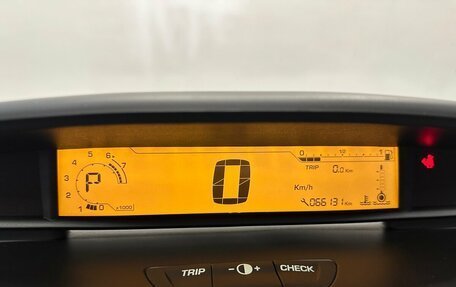 4 5 6 7
3
2
1 0 x1000
P
0
0 1/2 1
TRIP
0.0 Km
Km/h
066131 Km
TRIP - + CHECK